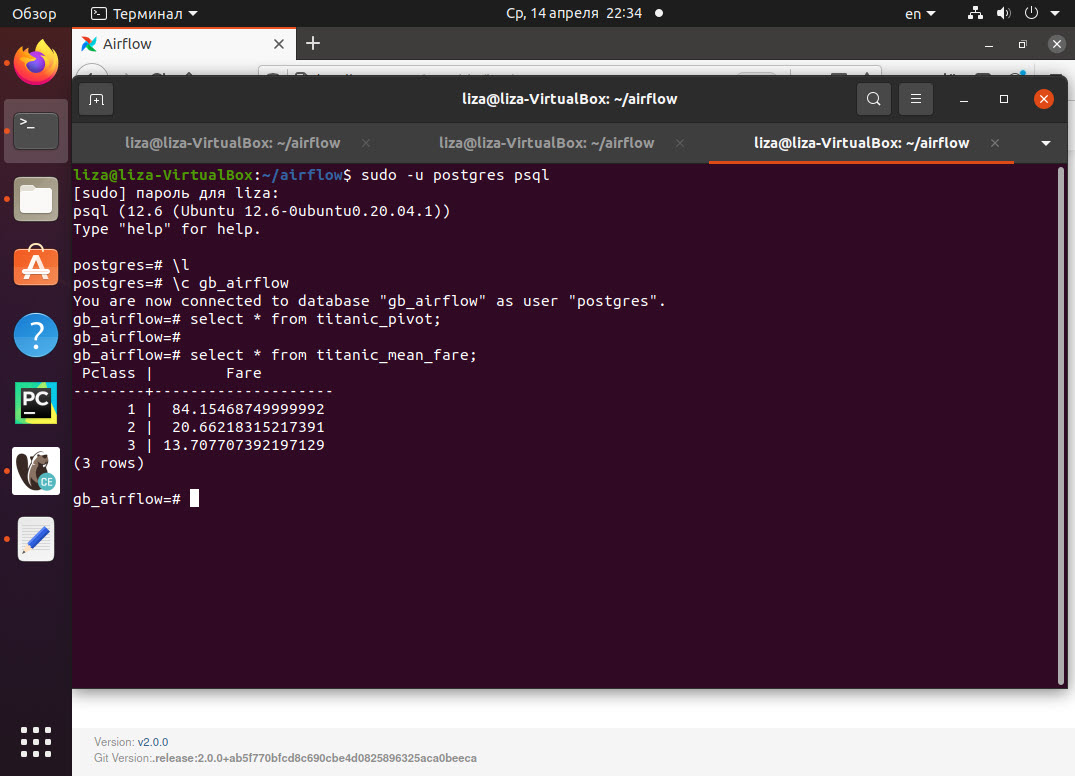 Обзор
Терминал
Ср, 14 апреля 22:34
en
Airflow
liza@liza-VirtualBox: ~/airflow
liza@liza-VirtualBox: ~/airflow
liza@liza-VirtualBox: ~/airflow
liza@liza-VirtualBox: ~/airflow
liza@liza-VirtualBox:~/airflow$ sudo -u postgres psql
[sudo] пароль для liza:
psql (12.6 (Ubuntu 12.6-0ubuntu0.20.04.1))
Type "help" for help.
postgres=# \l
postgres=# \c gb_airflow
You are now connected to database "gb_airflow" as user "postgres".
gb_airflow=# select * from titanic_pivot;
gb_airflow=#
gb_airflow=# select * from titanic_mean_fare;
Pclass | Fare
--------+--------------------
1 | 84.15468749999992
2 | 20.66218315217391
3 | 13.707707392197129
(3 rows)
gb_airflow=#
PC
CE
Version: v2.0.0
Git Version:.release:2.0.0+ab5f770bfcd8c690cbe4d0825896325aca0beeca